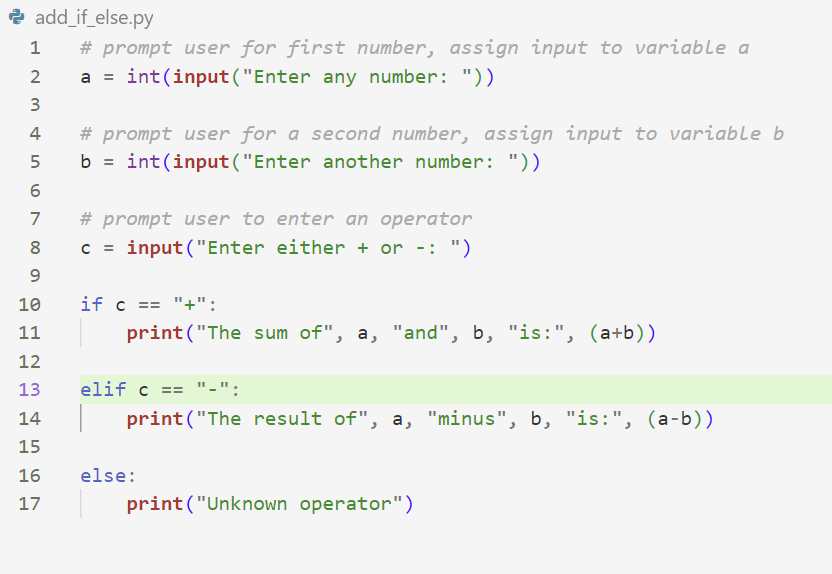 add_if_else.py
1 # prompt user for first number, assign input to variable a
2 a = int(input("Enter any number: "))
3
4 # prompt user for a second number, assign input to variable b
5 b = int(input("Enter another number: "))
6
7 # prompt user to enter an operator
8 c = input("Enter either + or -: ")
9
10 if c == "+":
11     print("The sum of", a, "and", b, "is:", (a+b))
12
13 elif c == "-":
14     print("The result of", a, "minus", b, "is:", (a-b))
15
16 else:
17     print("Unknown operator")